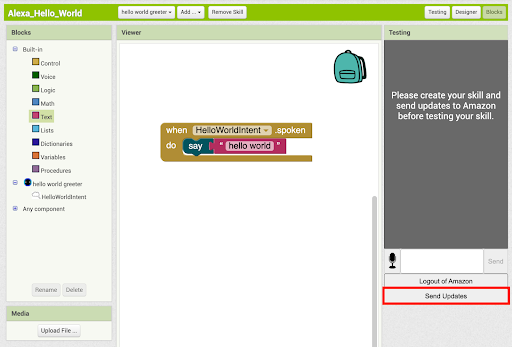 Alexa_Hello_World
hello world greeter
Add ...
Remove Skill
Testing
Designer
Blocks
Blocks
Built-in
Control
Voice
Logic
Math
Text
Lists
Dictionaries
Variables
Procedures
hello world greeter
HelloWorldIntent
Any component
Rename
Delete
Media
Upload File ...
Viewer
when HelloWorldIntent .spoken
do say " hello world "
Testing
Please create your skill and
send updates to Amazon
before testing your skill.
Send
Logout of Amazon
Send Updates